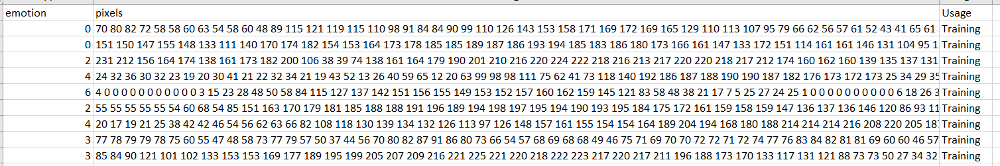 emotion pixels Usage
0 70 80 82 72 58 58 60 63 54 58 60 48 89 115 121 119 115 110 98 91 84 84 90 99 110 126 143 153 158 171 169 172 169 165 129 110 113 107 95 79 66 62 56 57 61 52 43 41 65 61 Training
0 151 150 147 155 148 133 111 140 170 174 182 154 153 164 173 178 185 185 189 187 186 193 194 185 183 186 180 173 166 161 147 133 172 151 114 161 161 146 131 104 95 1 Training
2 231 212 156 164 174 138 161 173 182 200 106 38 39 74 138 161 164 179 190 201 210 216 220 224 222 218 216 213 217 220 220 218 217 212 174 160 162 160 139 135 137 131 Training
4 24 32 36 30 32 23 19 20 30 41 21 22 32 34 21 19 43 52 13 26 40 59 65 12 20 63 99 98 98 111 75 62 41 73 118 140 192 186 187 188 190 190 187 182 176 173 172 173 25 34 29 35 Training
6 4 0 0 0 0 0 0 0 0 0 0 0 3 15 23 28 48 50 58 84 115 127 137 142 151 156 155 149 153 152 157 160 162 159 145 121 83 58 48 38 21 17 7 5 25 27 24 25 1 0 0 0 0 0 0 0 0 0 0 6 18 26 3 Training
2 55 55 55 55 55 54 60 68 54 85 151 163 170 179 181 185 188 188 191 196 189 194 198 197 195 194 190 193 195 184 175 172 161 159 158 159 147 136 137 136 146 120 86 93 11 Training
4 20 17 19 21 25 38 42 42 46 54 56 62 63 66 82 108 118 130 139 134 132 126 113 97 126 148 157 161 155 154 154 164 189 204 194 168 180 188 214 214 214 216 208 220 205 18 Training
3 77 78 79 79 78 75 60 55 47 48 58 73 77 79 57 50 37 44 56 70 80 82 87 91 86 80 73 66 54 57 68 69 68 68 49 46 75 71 69 70 70 72 72 71 72 74 77 76 83 84 82 81 81 69 60 60 46 57 Training
3 85 84 90 121 101 102 133 153 153 169 177 189 195 199 205 207 209 216 221 225 221 220 218 222 223 217 220 217 211 196 188 173 170 133 117 131 121 88 73 73 50 27 34 32 Training